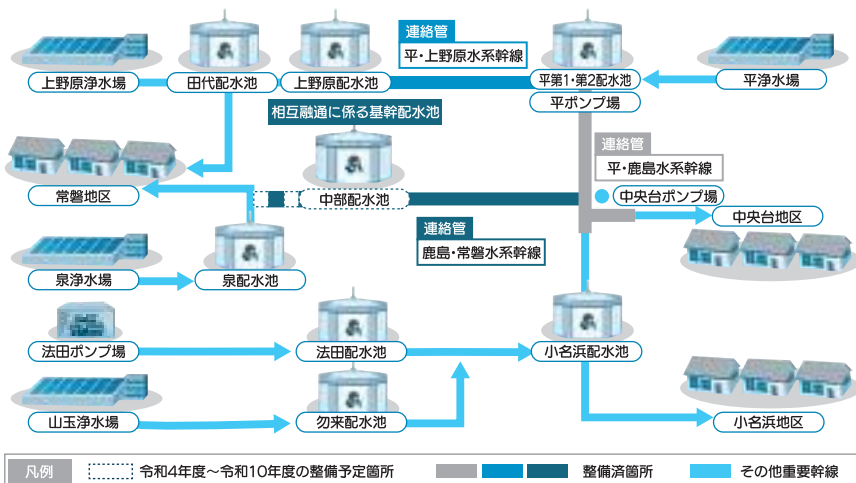 連絡管
平・上野原水系幹線
上野原浄水場
田代配水池
上野原配水池
平第1・第2配水池
平ポンプ場
平浄水場
相互融通に係る基幹配水池
連絡管
平・鹿島水系幹線
常磐地区
中部配水池
中央台ポンプ場
中央台地区
連絡管
鹿島・常磐水系幹線
泉浄水場
泉配水池
法田ポンプ場
法田配水池
小名浜配水池
山玉浄水場
勿来配水池
小名浜地区
凡例
令和4年度～令和10年度の整備予定箇所
整備済箇所
その他重要幹線